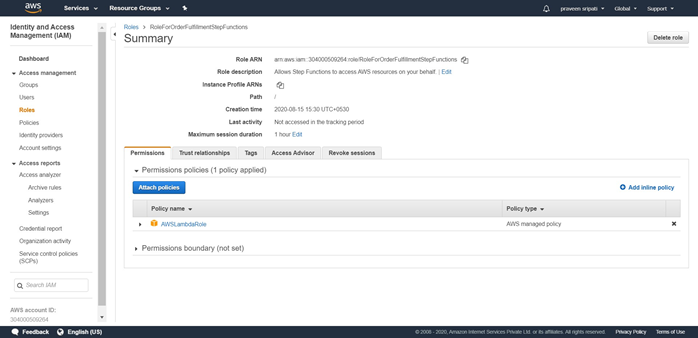 aws
Services
Resource Groups
praveen sripati
Global
Support
Identity and Access
Management (IAM)
Dashboard
Access management
Groups
Users
Roles
Policies
Identity providers
Account settings
Access reports
Access analyzer
Archive rules
Analyzers
Settings
Credential report
Organization activity
Service control policies
(SCPs)
Search IAM
AWS account ID:
304000509264
Roles > RoleForOrderFulfillmentStepFunctions
Summary
Delete role
Role ARN arn:aws:iam::304000509264:role/RoleForOrderFulfillmentStepFunctions
Role description Allows Step Functions to access AWS resources on your behalf. | Edit
Instance Profile ARNs
Path /
Creation time 2020-08-15 15:30 UTC+0530
Last activity Not accessed in the tracking period
Maximum session duration 1 hour Edit
Permissions Trust relationships Tags Access Advisor Revoke sessions
Permissions policies (1 policy applied)
Attach policies
Add inline policy
Policy name Policy type
AWSLambdaRole AWS managed policy
Permissions boundary (not set)
Feedback English (US) © 2008 - 2020, Amazon Internet Services Private Ltd. or its affiliates. All rights reserved. Privacy Policy Terms of Use